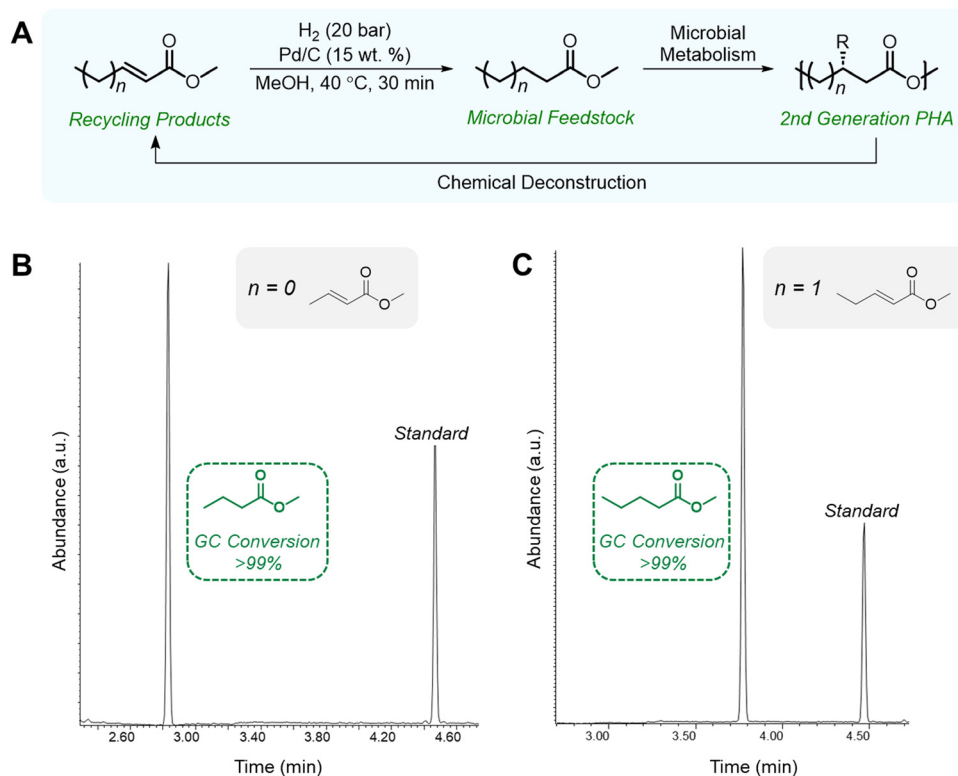 A
H₂ (20 bar)
Pd/C (15 wt. %)
MeOH, 40 °C, 30 min
Microbial
Metabolism
n
O
O
n
O
O
R
n
O
O
Recycling Products
Microbial Feedstock
2nd Generation PHA
Chemical Deconstruction
B
n = 0
O
O
Abundance (a.u.)
Standard
O
O
GC Conversion
>99%
2.60 3.00 3.40 3.80 4.20 4.60
Time (min)
C
n = 1
O
O
Abundance (a.u.)
Standard
O
O
GC Conversion
>99%
3.00 3.50 4.00 4.50
Time (min)